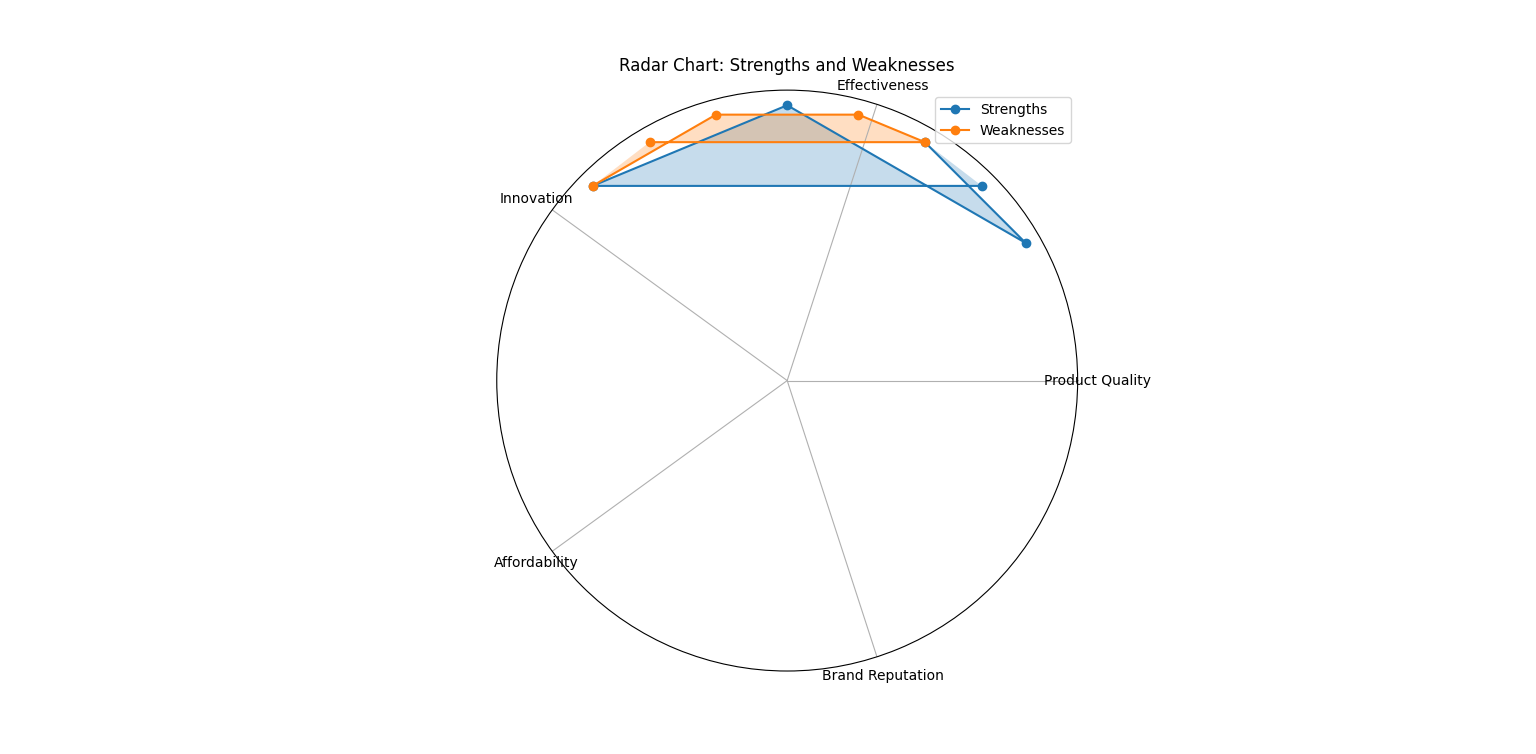 Radar Chart: Strengths and Weaknesses
Effectiveness
Strengths
Weaknesses
Innovation
Product Quality
Affordability
Brand Reputation